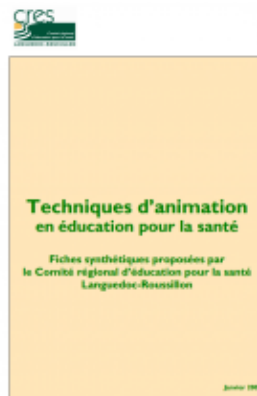 cres
Techniques d'animation
en éducation pour la santé
Fiches synthétiques proposées par
le Comité régional d'éducation pour la santé
Languedoc-Roussillon
Janvier